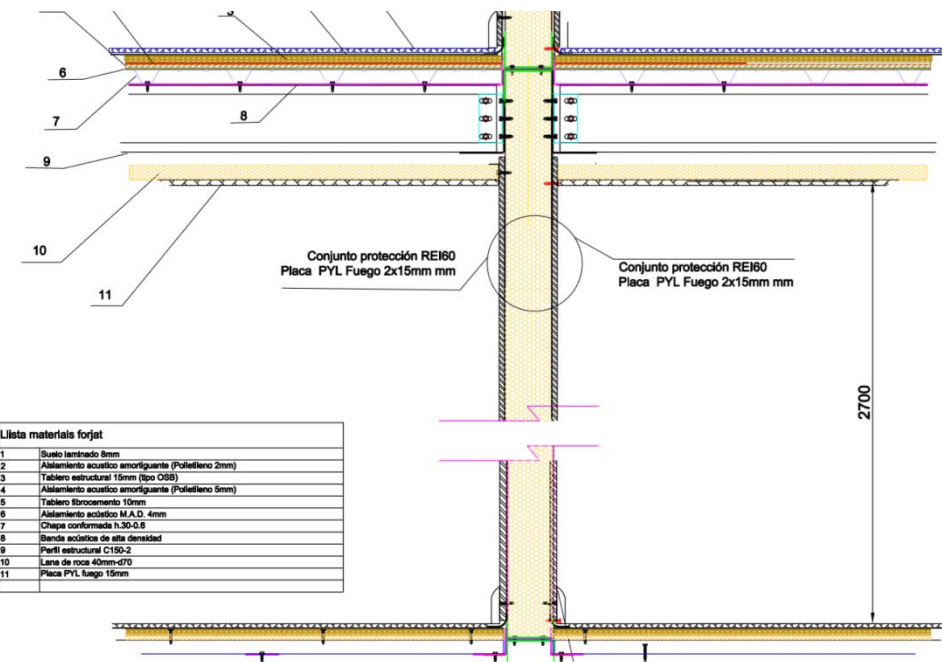 3
6
7
8
9
10
11
Conjunto protección REI60
Placa PYL Fuego 2x15mm mm
Conjunto protección REI60
Placa PYL Fuego 2x15mm mm
2700
Llista materials forjat
1 Suelo laminado 8mm
2 Aislamiento acustico amortiguante (Polietileno 2mm)
3 Tablero estructural 15mm (tipo OSB)
4 Aislamiento acustico amortiguante (Polietileno 5mm)
5 Tablero fibrocemento 10mm
6 Aislamiento acústico M.A.D. 4mm
7 Chapa conformada h.30-0.6
8 Banda acústica de alta densidad
9 Perfil estructural C150-2
10 Lana de roca 40mm-d70
11 Placa PYL fuego 15mm